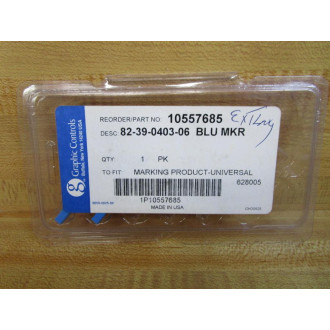 Graphic Controls
REORDER/PART NO: 10557685
DESC: 82-39-0403-06 BLU MKR
QTY 1 PK
TO FIT: MARKING PRODUCT-UNIVERSAL
628005
1P10557685
MADE IN USA